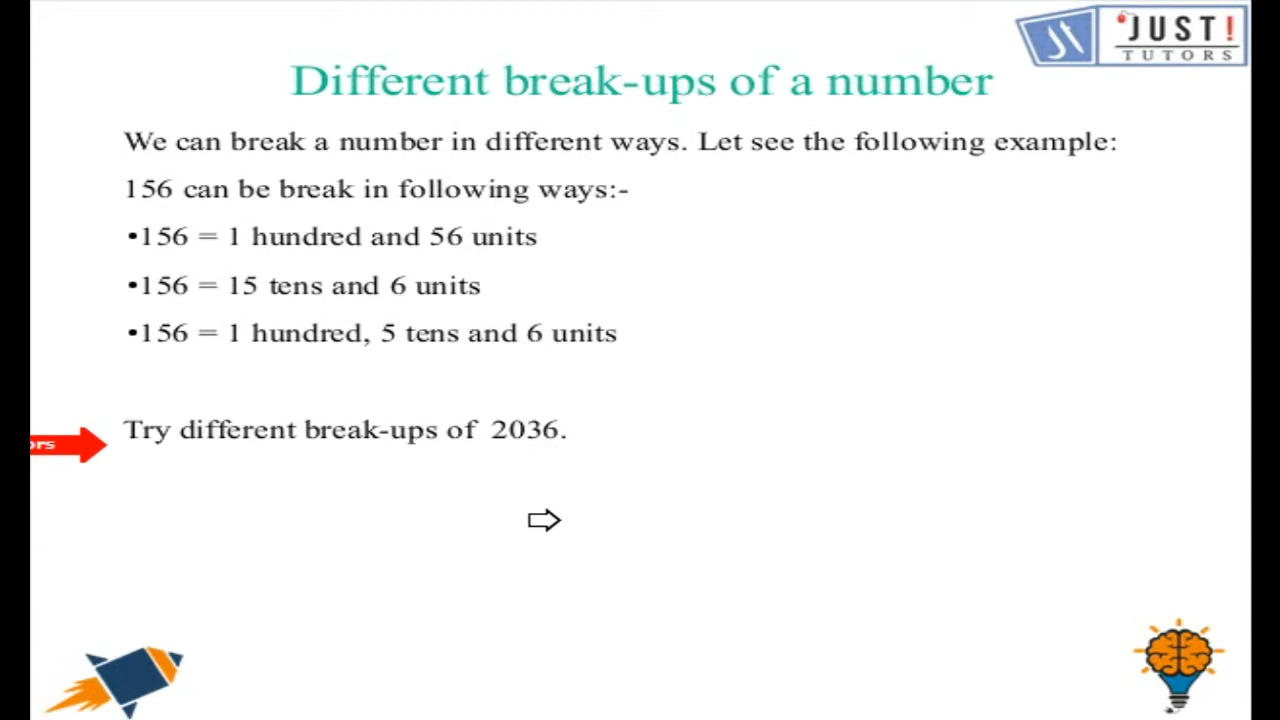 JUST!
TUTORS
Different break-ups of a number
We can break a number in different ways. Let see the following example:
156 can be break in following ways:-
•156 = 1 hundred and 56 units
•156 = 15 tens and 6 units
•156 = 1 hundred, 5 tens and 6 units
Try different break-ups of 2036.
ors